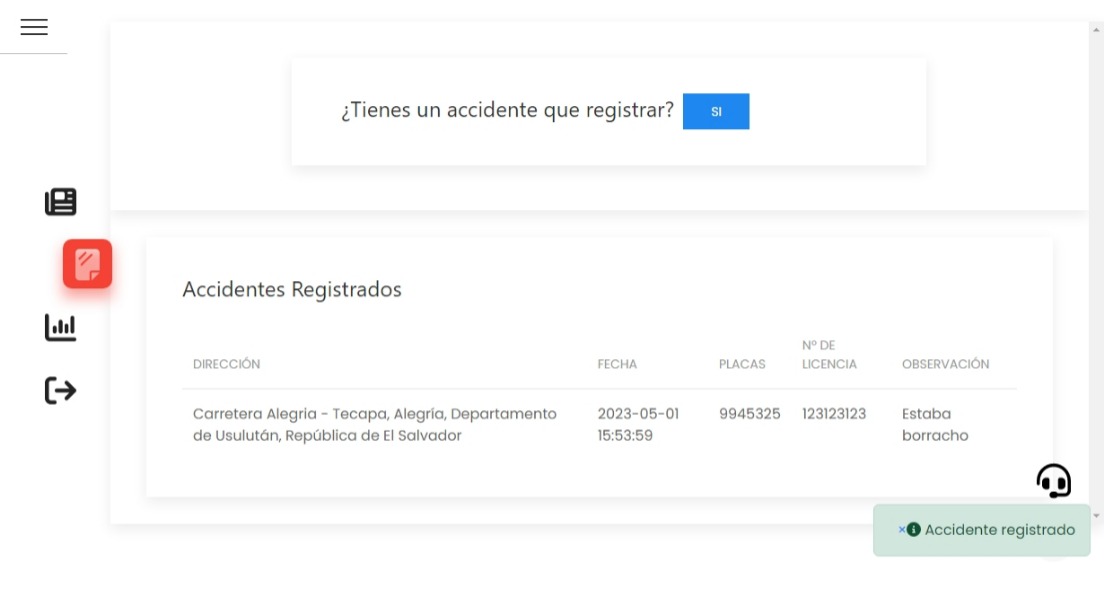 ¿Tienes un accidente que registrar? SI
Accidentes Registrados
DIRECCIÓN FECHA PLACAS Nº DE LICENCIA OBSERVACIÓN
Carretera Alegria - Tecapa, Alegría, Departamento 2023-05-01 9945325 123123123 Estaba
de Usulután, República de El Salvador 15:53:59 borracho
× Accidente registrado